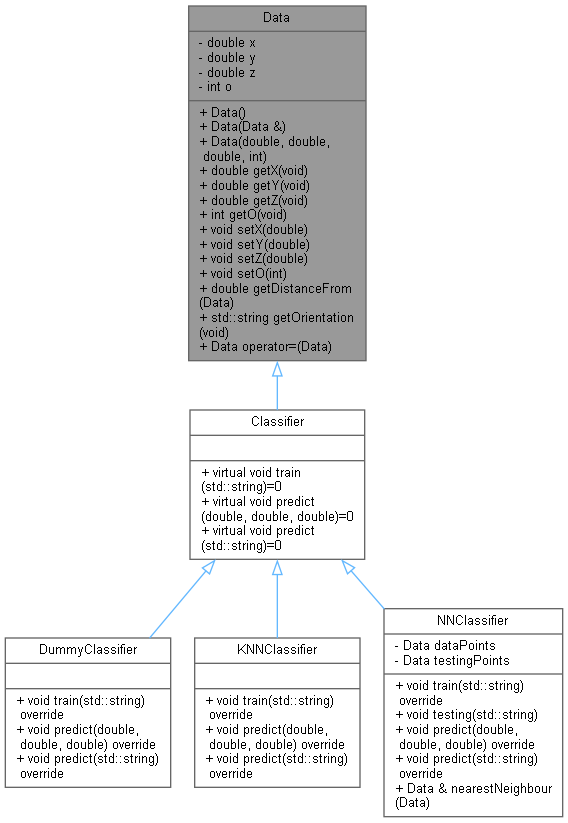 Data
- double x
- double y
- double z
- int o
+ Data()
+ Data(Data &)
+ Data(double, double,
double, int)
+ double getX(void)
+ double getY(void)
+ double getZ(void)
+ int getO(void)
+ void setX(double)
+ void setY(double)
+ void setZ(double)
+ void setO(int)
+ double getDistanceFrom
(Data)
+ std::string getOrientation
(void)
+ Data operator=(Data)
Classifier
+ virtual void train
(std::string)=0
+ virtual void predict
(double, double, double)=0
+ virtual void predict
(std::string)=0
DummyClassifier
+ void train(std::string)
override
+ void predict(double,
double, double) override
+ void predict(std::string)
override
KNNClassifier
+ void train(std::string)
override
+ void predict(double,
double, double) override
+ void predict(std::string)
override
NNClassifier
- Data dataPoints
- Data testingPoints
+ void train(std::string)
override
+ void testing(std::string)
+ void predict(double,
double, double) override
+ void predict(std::string)
override
+ Data & nearestNeighbour
(Data)